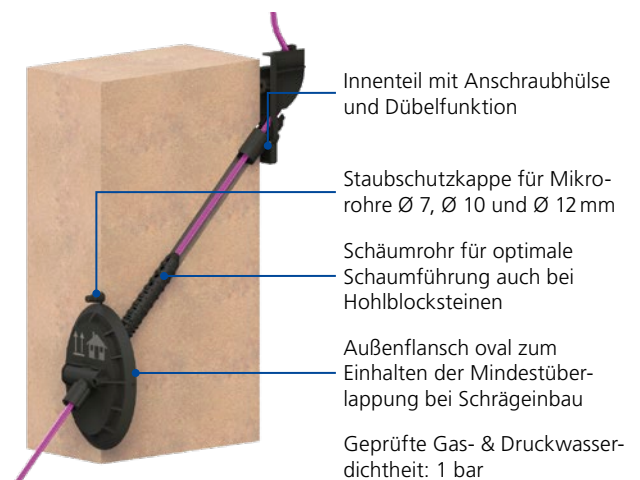 Innenteil mit Anschraubhülse
und Dübelfunktion
Staubschutzkappe für Mikro-
rohre Ø 7, Ø 10 und Ø 12 mm
Schäumrohr für optimale
Schaumführung auch bei
Hohlblocksteinen
Außenflansch oval zum
Einhalten der Mindestüber-
lappung bei Schrägeinbau
Geprüfte Gas- & Druckwasser-
dichtheit: 1 bar